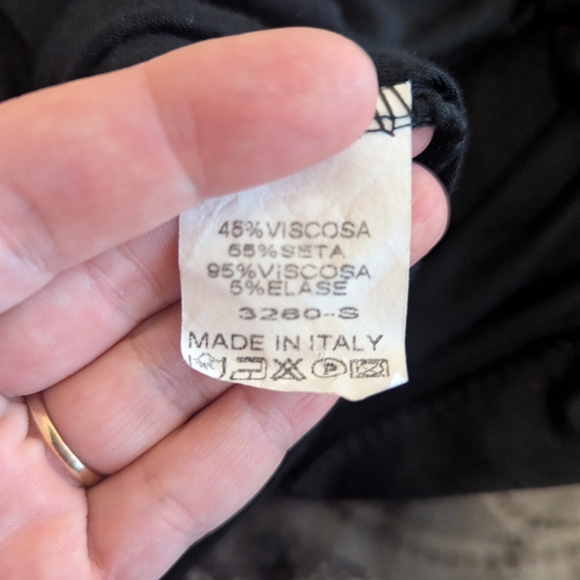 45%VISCOSA
55%SETA
95%VISCOSA
5%ELASE
3260-S
MADE IN ITALY
P